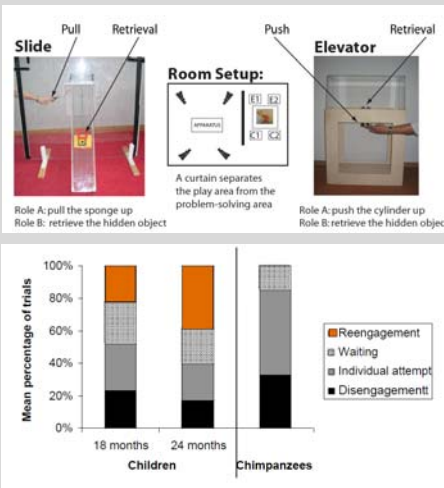 Pull Retrieval Push Retrieval
Slide
Room Setup:
Elevator
E1 E2
APPARATUS
C1 C2
A curtain separates
the play area from the
problem-solving area
Role A: pull the sponge up
Role B: retrieve the hidden object
Role A: push the cylinder up
Role B: retrieve the hidden objec
Mean percentage of trials
100%
80%
60%
40%
20%
0%
18 months 24 months
Children Chimpanzees
Reengagement
Waiting
Individual attempt
Disengagementt